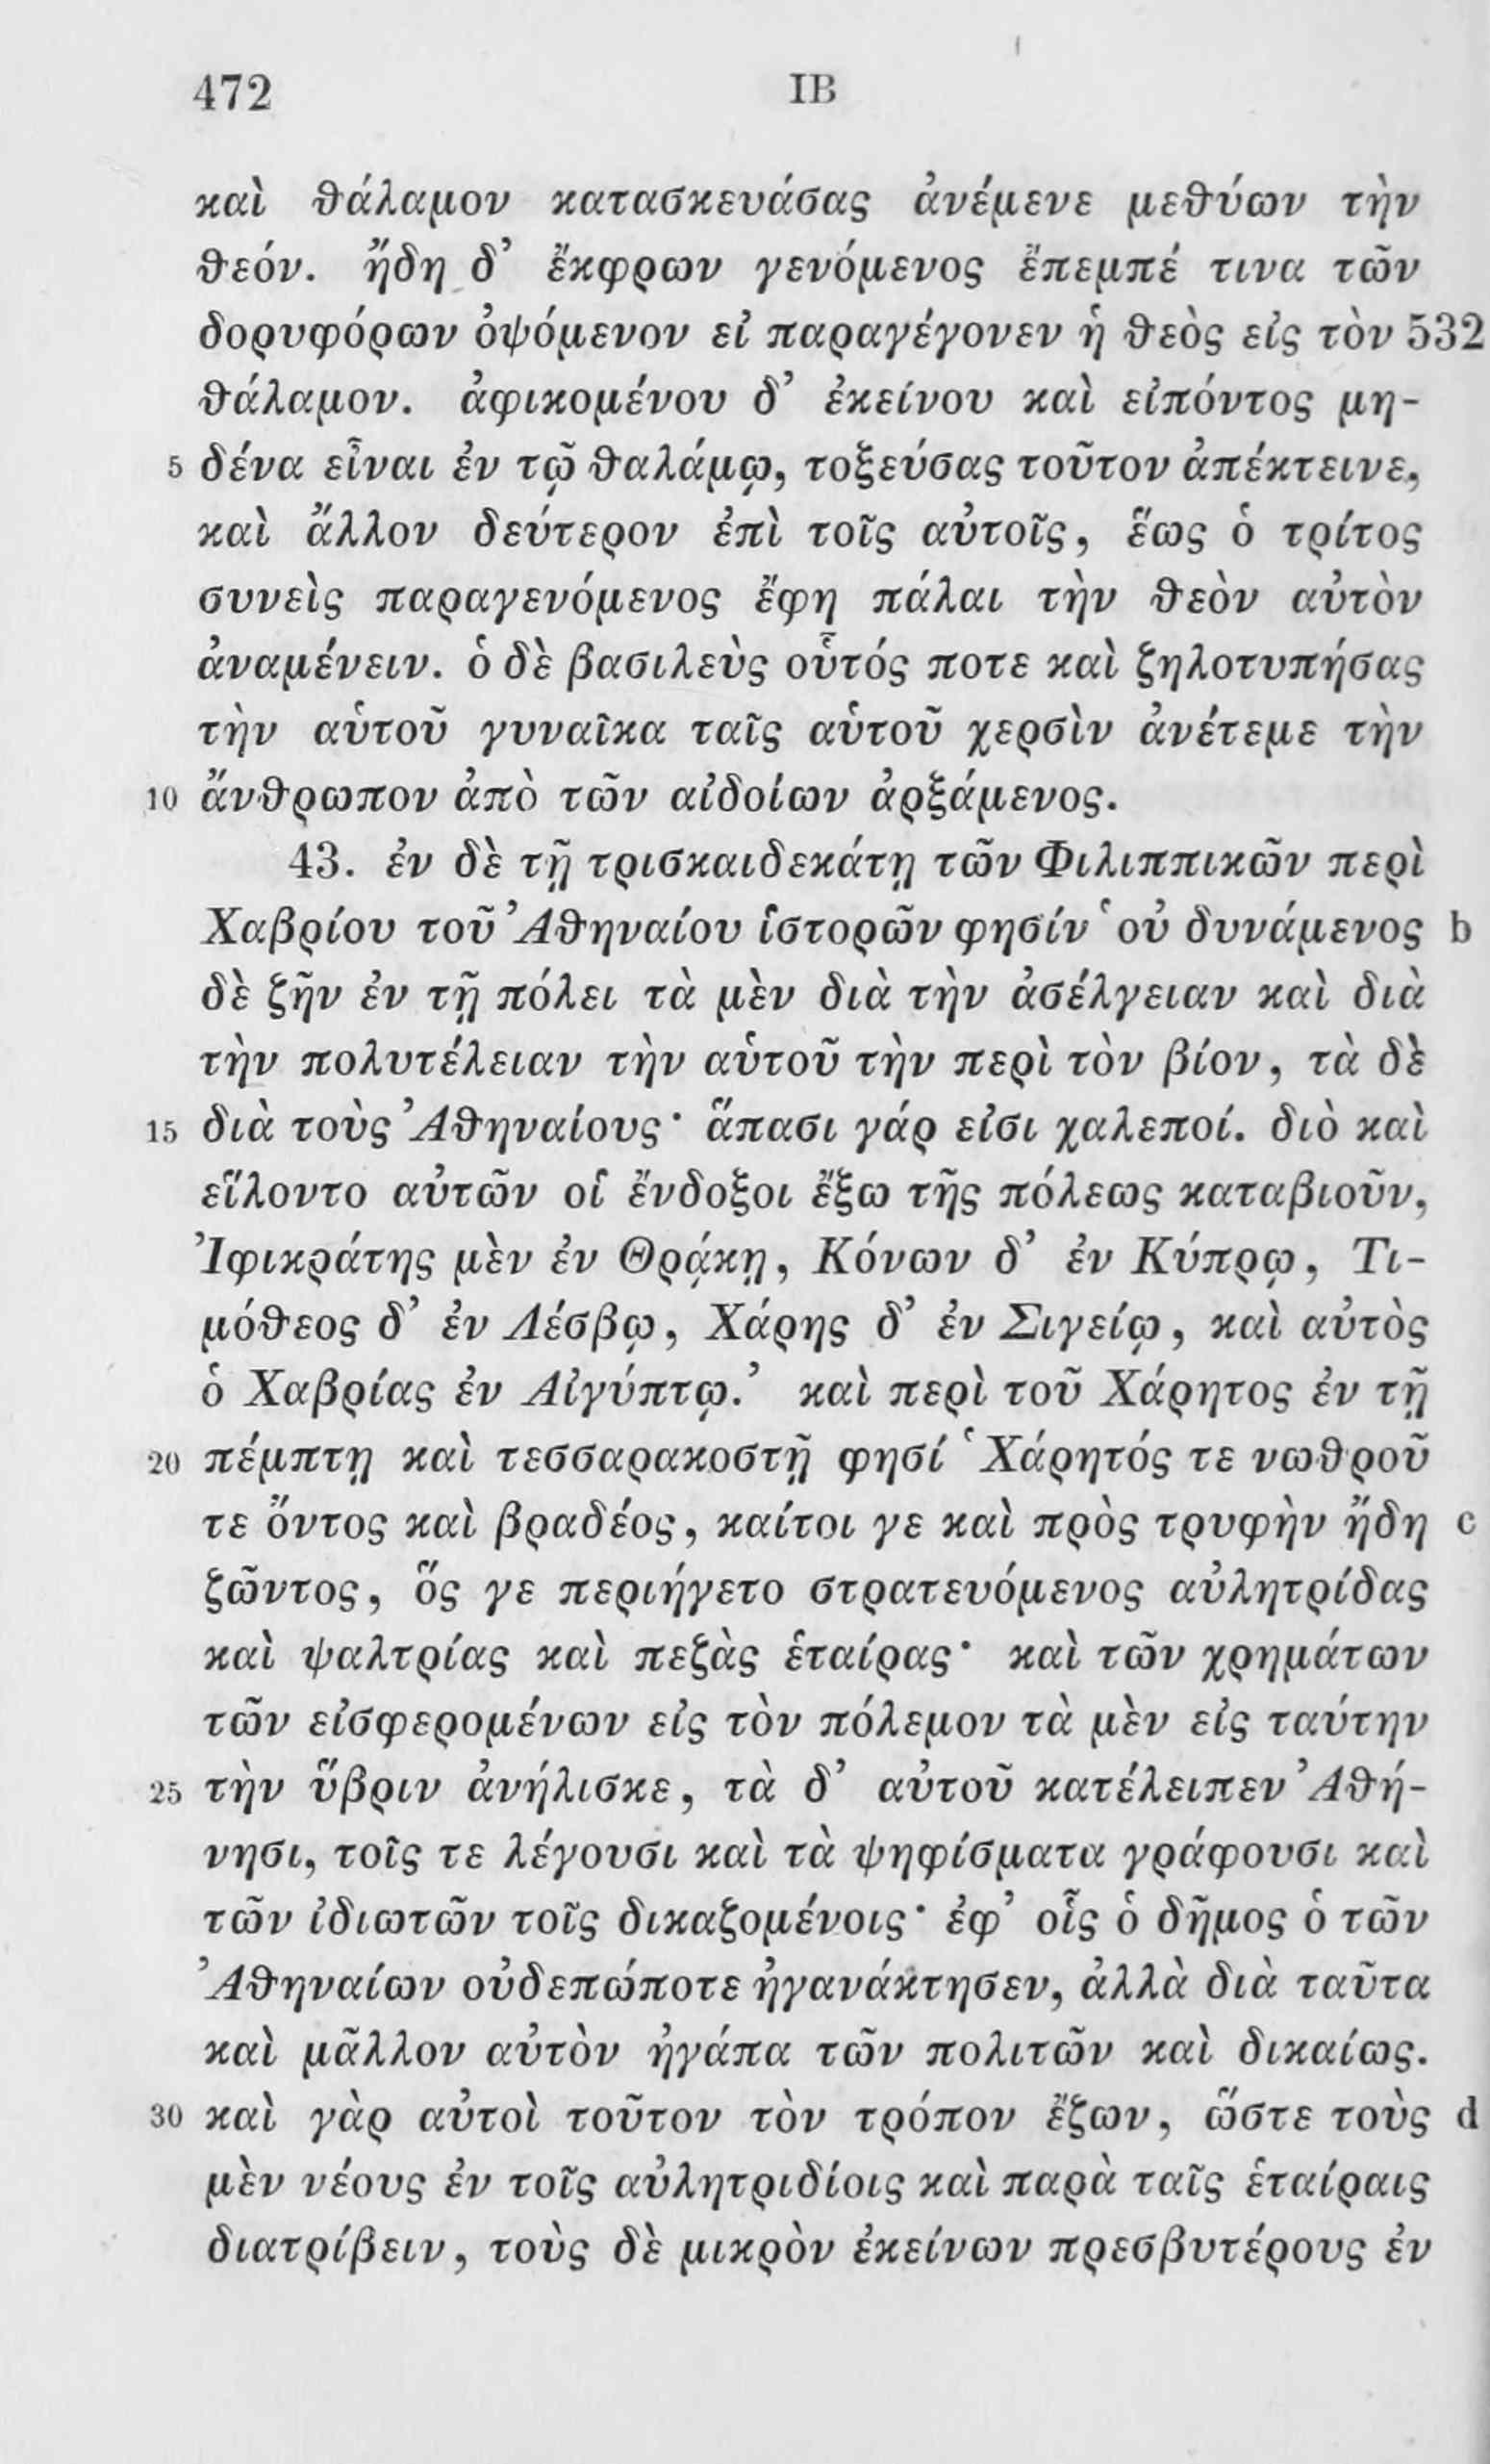 472 ΙΒ
καὶ θάλαμον κατασκευάσας ἀνέμενε μεθύων τὴν
θεόν. ἤδη δ’ ἔκφρων γενόμενος ἔπεμπέ τινα τῶν
δορυφόρων ὀψόμενον εἰ παραγέγονεν ἡ θεὸς εἰς τὸν 532
θάλαμον. ἀφικομένου δ’ ἐκείνου καὶ εἰπόντος μη-
5 δένα εἶναι ἐν τῷ θαλάμῳ, τοξεύσας τοῦτον ἀπέκτεινε,
καὶ ἄλλον δεύτερον ἐπὶ τοῖς αὐτοῖς, ἕως ὁ τρίτος
συνεὶς παραγενόμενος ἔφη πάλαι τὴν θεὸν αὐτὸν
ἀναμένειν. ὁ δὲ βασιλεὺς οὗτός ποτε καὶ ζηλοτυπήσας
τὴν αὑτοῦ γυναῖκα ταῖς αὑτοῦ χερσὶν ἀνέτεμε τὴν
10 ἄνθρωπον ἀπὸ τῶν αἰδοίων ἀρξάμενος.
43. ἐν δὲ τῇ τρισκαιδεκάτῃ τῶν Φιλιππικῶν περὶ
Χαβρίου τοῦ Ἀθηναίου ἱστορῶν φησίν ‘οὐ δυνάμενος b
δὲ ζῆν ἐν τῇ πόλει τὰ μὲν διὰ τὴν ἀσέλγειαν καὶ διὰ
τὴν πολυτέλειαν τὴν αὑτοῦ τὴν περὶ τὸν βίον, τὰ δὲ
15 διὰ τοὺς Ἀθηναίους· ἅπασι γάρ εἰσι χαλεποί. διὸ καὶ
εἵλοντο αὐτῶν οἱ ἔνδοξοι ἔξω τῆς πόλεως καταβιοῦν,
Ἰφικράτης μὲν ἐν Θρᾴκῃ, Κόνων δ’ ἐν Κύπρῳ, Τι-
μόθεος δ’ ἐν Λέσβῳ, Χάρης δ’ ἐν Σιγείῳ, καὶ αὐτὸς
ὁ Χαβρίας ἐν Αἰγύπτῳ.’ καὶ περὶ τοῦ Χάρητος ἐν τῇ
20 πέμπτῃ καὶ τεσσαρακοστῇ φησί ‘Χάρητός τε νωθροῦ
τε ὄντος καὶ βραδέος, καίτοι γε καὶ πρὸς τρυφὴν ἤδη c
ζῶντος, ὅς γε περιήγετο στρατευόμενος αὐλητρίδας
καὶ ψαλτρίας καὶ πεζὰς ἑταίρας· καὶ τῶν χρημάτων
τῶν εἰσφερομένων εἰς τὸν πόλεμον τὰ μὲν εἰς ταύτην
25 τὴν ὕβριν ἀνήλισκε, τὰ δ’ αὐτοῦ κατέλειπεν Ἀθή-
νησι, τοῖς τε λέγουσι καὶ τὰ ψηφίσματα γράφουσι καὶ
τῶν ἰδιωτῶν τοῖς δικαζομένοις· ἐφ’ οἷς ὁ δῆμος ὁ τῶν
Ἀθηναίων οὐδεπώποτε ἠγανάκτησεν, ἀλλὰ διὰ ταῦτα
καὶ μᾶλλον αὐτὸν ἠγάπα τῶν πολιτῶν καὶ δικαίως.
30 καὶ γὰρ αὐτοὶ τοῦτον τὸν τρόπον ἔζων, ὥστε τοὺς d
μὲν νέους ἐν τοῖς αὐλητριδίοις καὶ παρὰ ταῖς ἑταίραις
διατρίβειν, τοὺς δὲ μικρὸν ἐκείνων πρεσβυτέρους ἐν